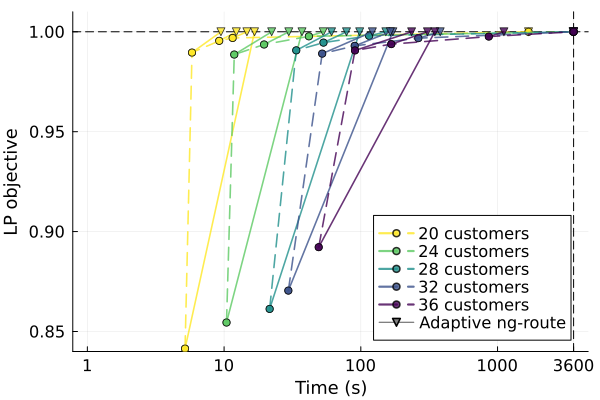 1.00
0.95
0.90
0.85
LP objective
20 customers
24 customers
28 customers
32 customers
36 customers
Adaptive ng-route
1 10 100 1000 3600
Time (s)